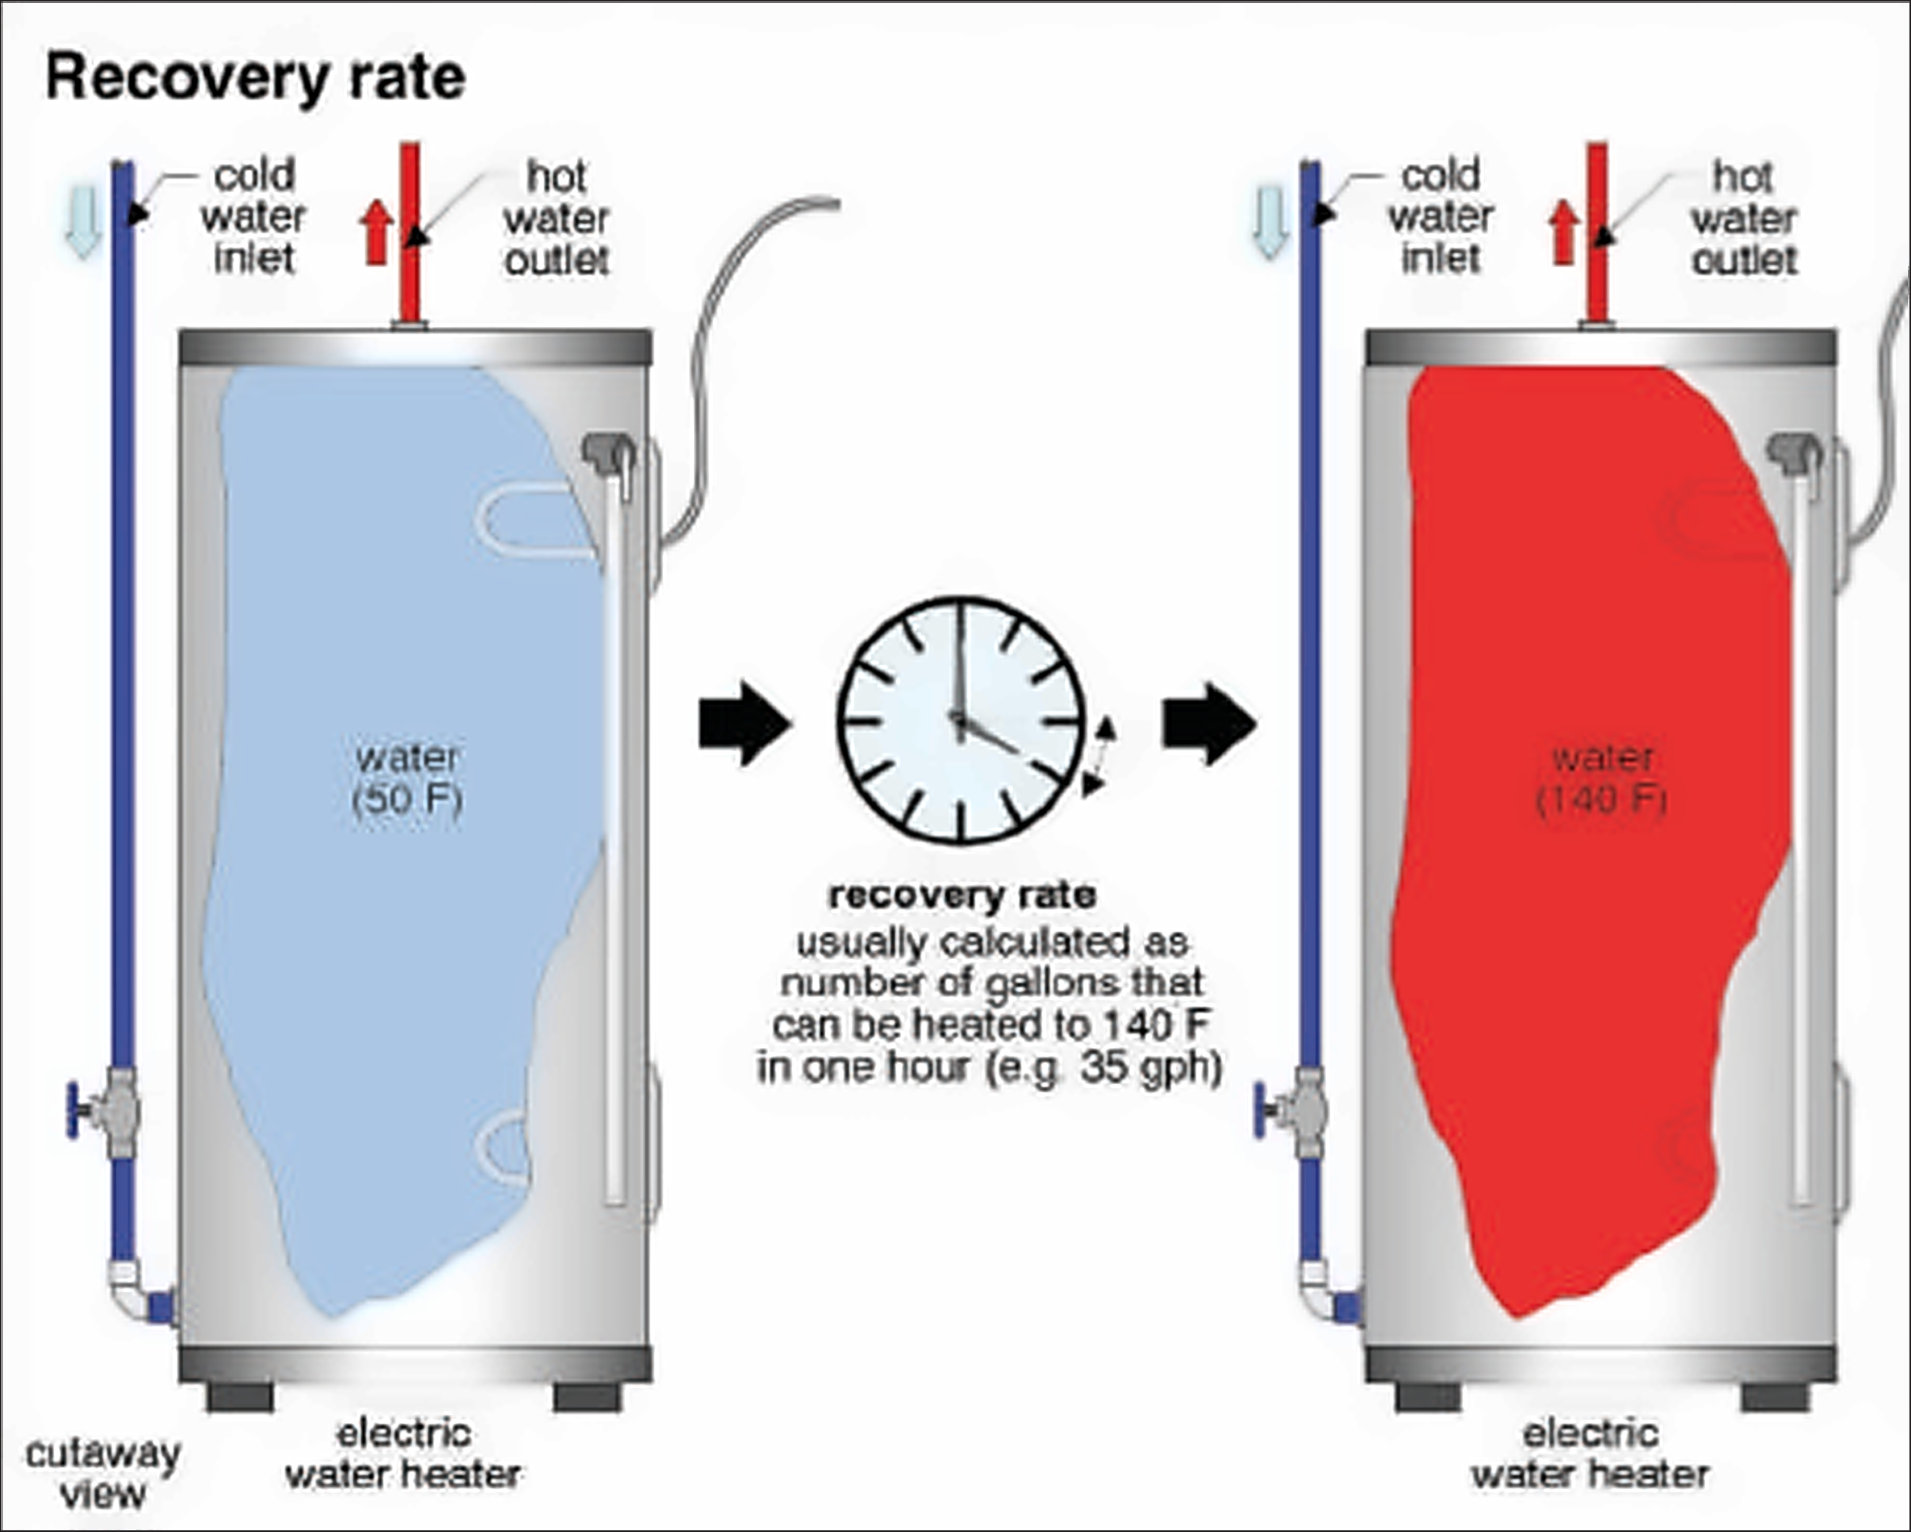 Recovery rate
cold
water
inlet
hot
water
outlet
cold
water
inlet
hot
water
outlet
water
(50 F)
water
(140 F)
recovery rate
usually calculated as
number of gallons that
can be heated to 140 F
in one hour (e.g. 35 gph)
cutaway
view
electric
water heater
electric
water heater